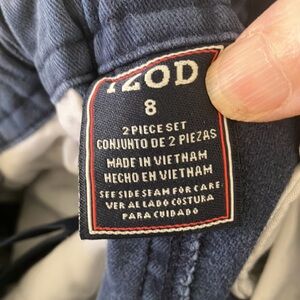 IZOD
8
2 PIECE SET
CONJUNTO DE 2 PIEZAS
MADE IN VIETNAM
HECHO EN VIETNAM
SEE SIDE SEAM FOR CARE
VER AL LADO COSTURA
PARA CUIDADO